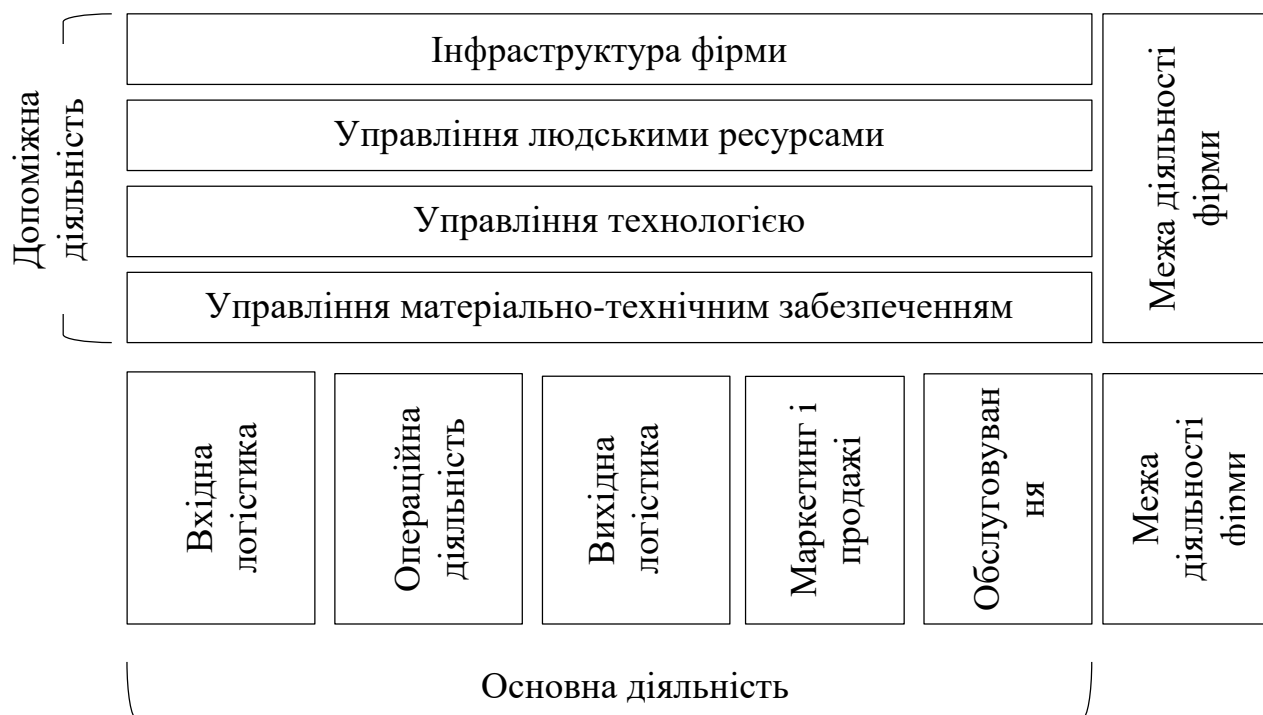 Допоміжна
діяльність
Інфраструктура фірми
Управління людськими ресурсами
Управління технологією
Управління матеріально-технічним забезпеченням
Межа діяльності
фірми
Вхідна
логістика
Операційна
діяльність
Вихідна
логістика
Маркетинг і
продажі
Обслуговуван
ня
Межа
діяльності
фірми
Основна діяльність